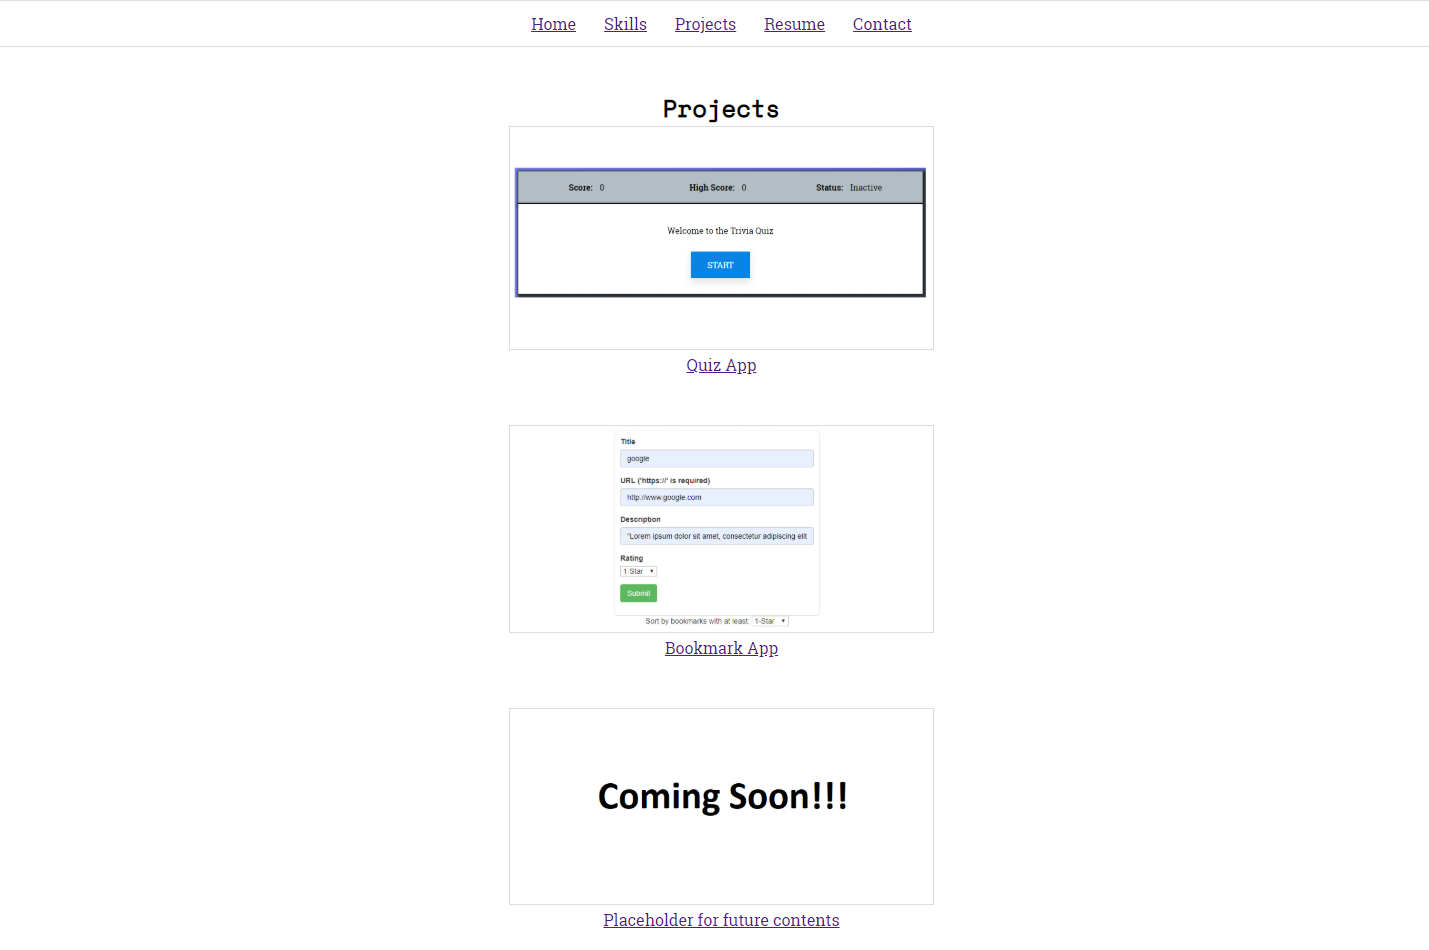 Home Skills Projects Resume Contact
Projects
Score: 0 High Score: 0 Status: Inactive
Welcome to the Trivia Quiz
START
Quiz App
Title
google
URL ('https://' is required)
http://www.google.com
Description
"Lorem ipsum dolor sit amet, consectetur adipiscing elit
Rating
1-Star
Submit
Sort by bookmarks with at least: 1-Star
Bookmark App
Coming Soon!!!
Placeholder for future contents